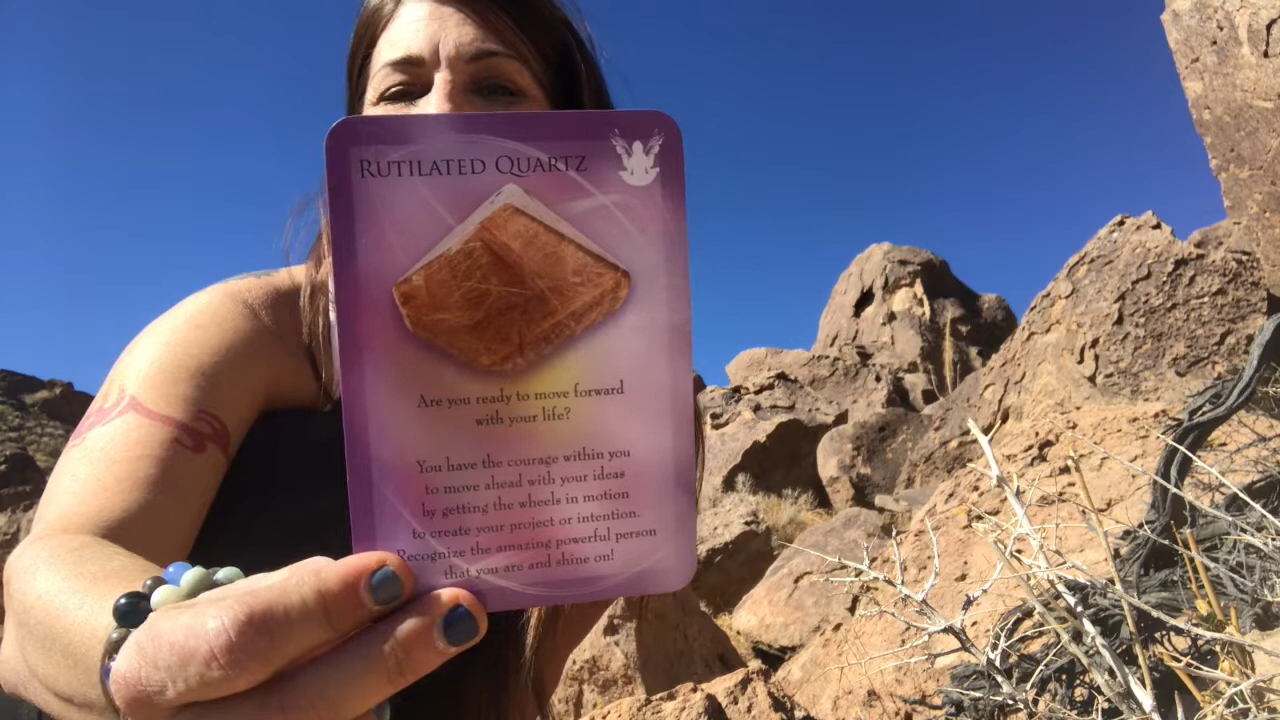 RUTILATED QUARTZ
Are you ready to move forward
with your life?
You have the courage within you
to move ahead with your ideas
by getting the wheels in motion
to create your project or intention.
Recognize the amazing powerful person
that you are and shine on!